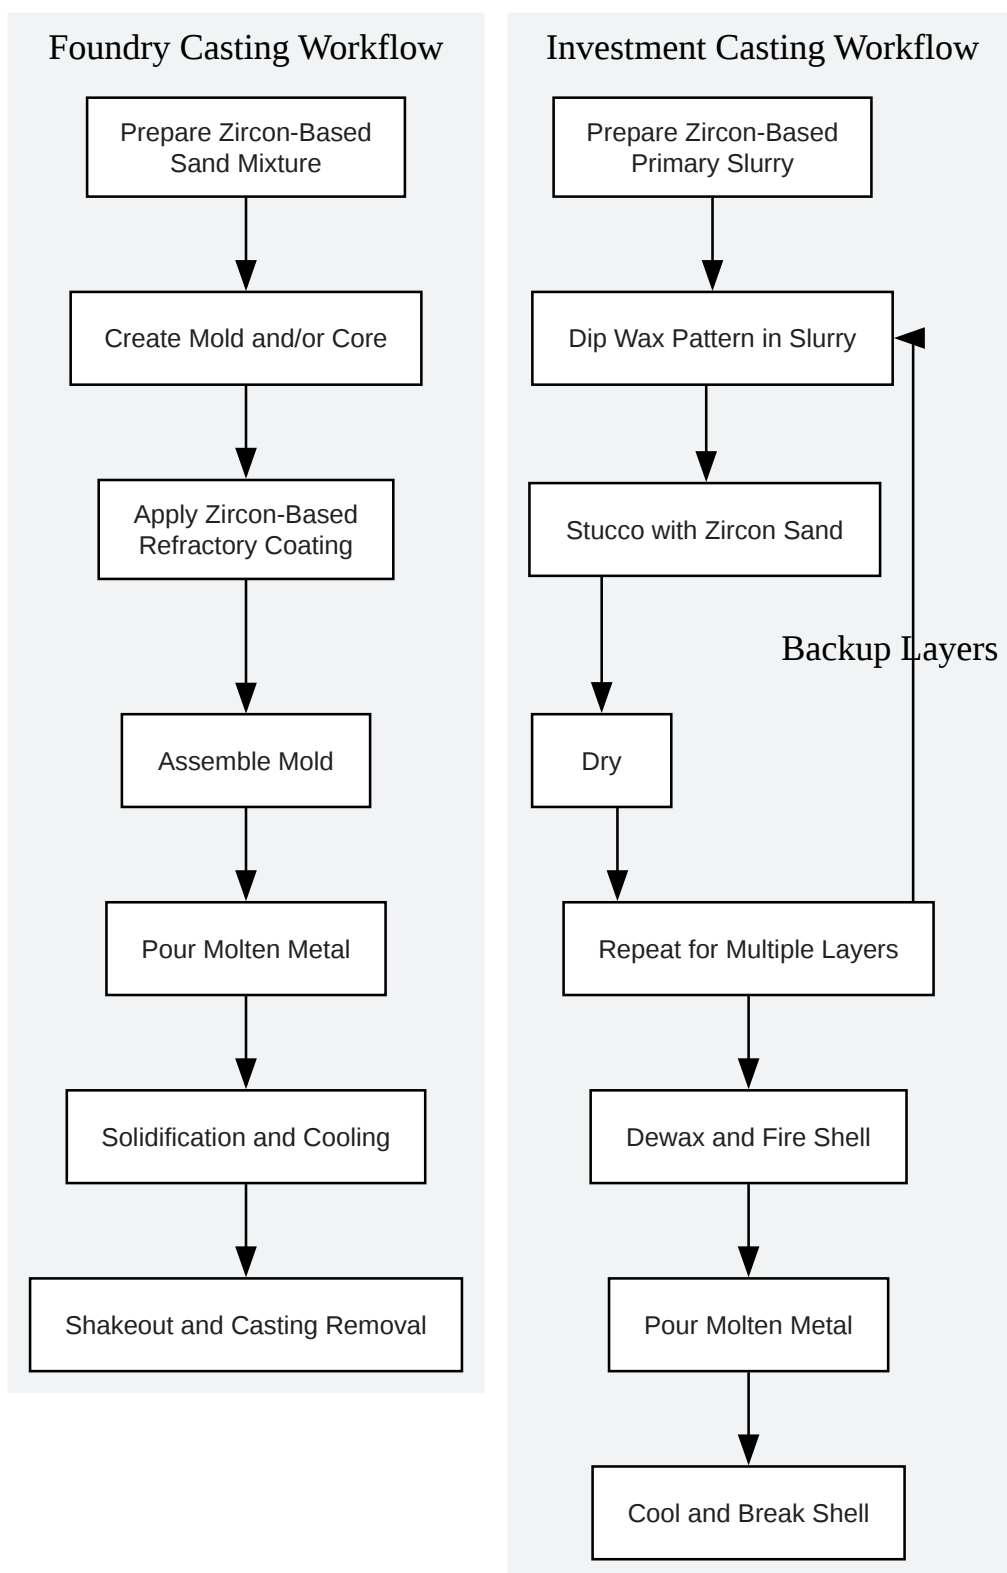 Foundry Casting Workflow
Prepare Zircon-Based
Sand Mixture
Create Mold and/or Core
Apply Zircon-Based
Refractory Coating
Assemble Mold
Pour Molten Metal
Solidification and Cooling
Shakeout and Casting Removal
Investment Casting Workflow
Prepare Zircon-Based
Primary Slurry
Dip Wax Pattern in Slurry
Stucco with Zircon Sand
Backup Layers
Dry
Repeat for Multiple Layers
Dewax and Fire Shell
Pour Molten Metal
Cool and Break Shell